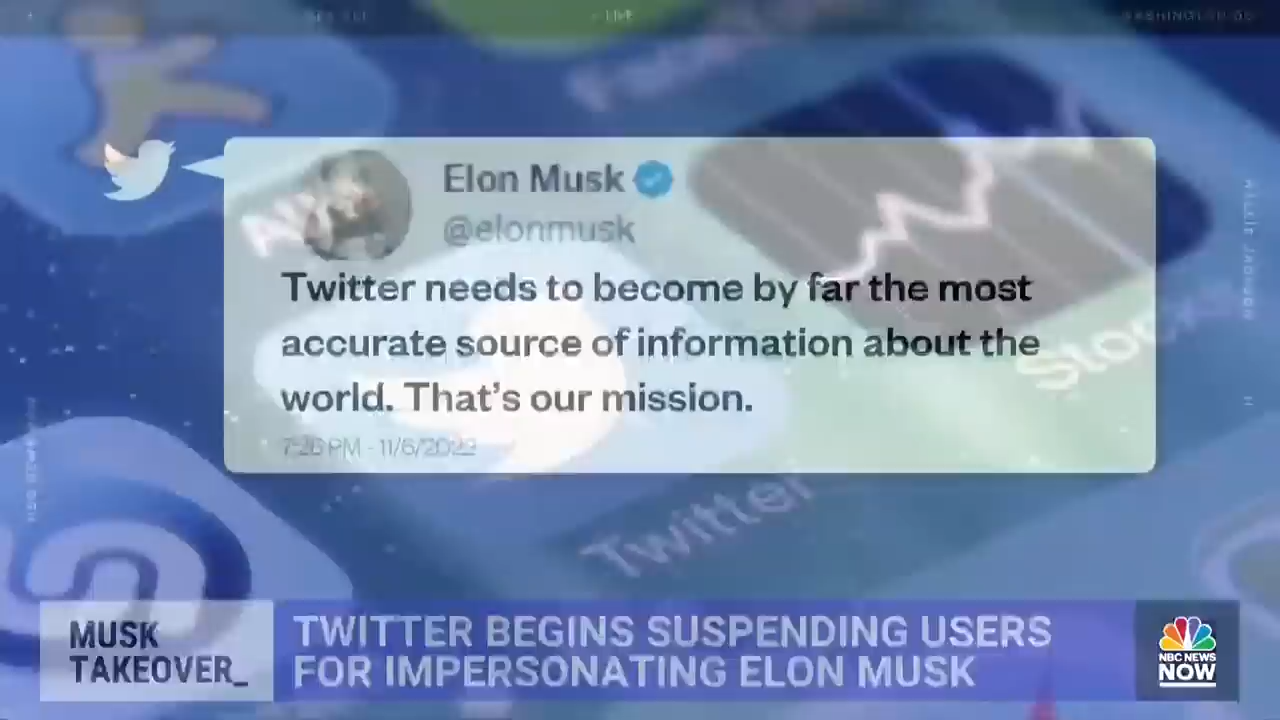 LIVE
Elon Musk
@elonmusk
Twitter needs to become by far the most
accurate source of information about the
world. That's our mission.
7:26 PM - 11/6/2022
Twitter
MUSK
TAKEOVER_
TWITTER BEGINS SUSPENDING USERS
FOR IMPERSONATING ELON MUSK
NBC NEWS
NOW